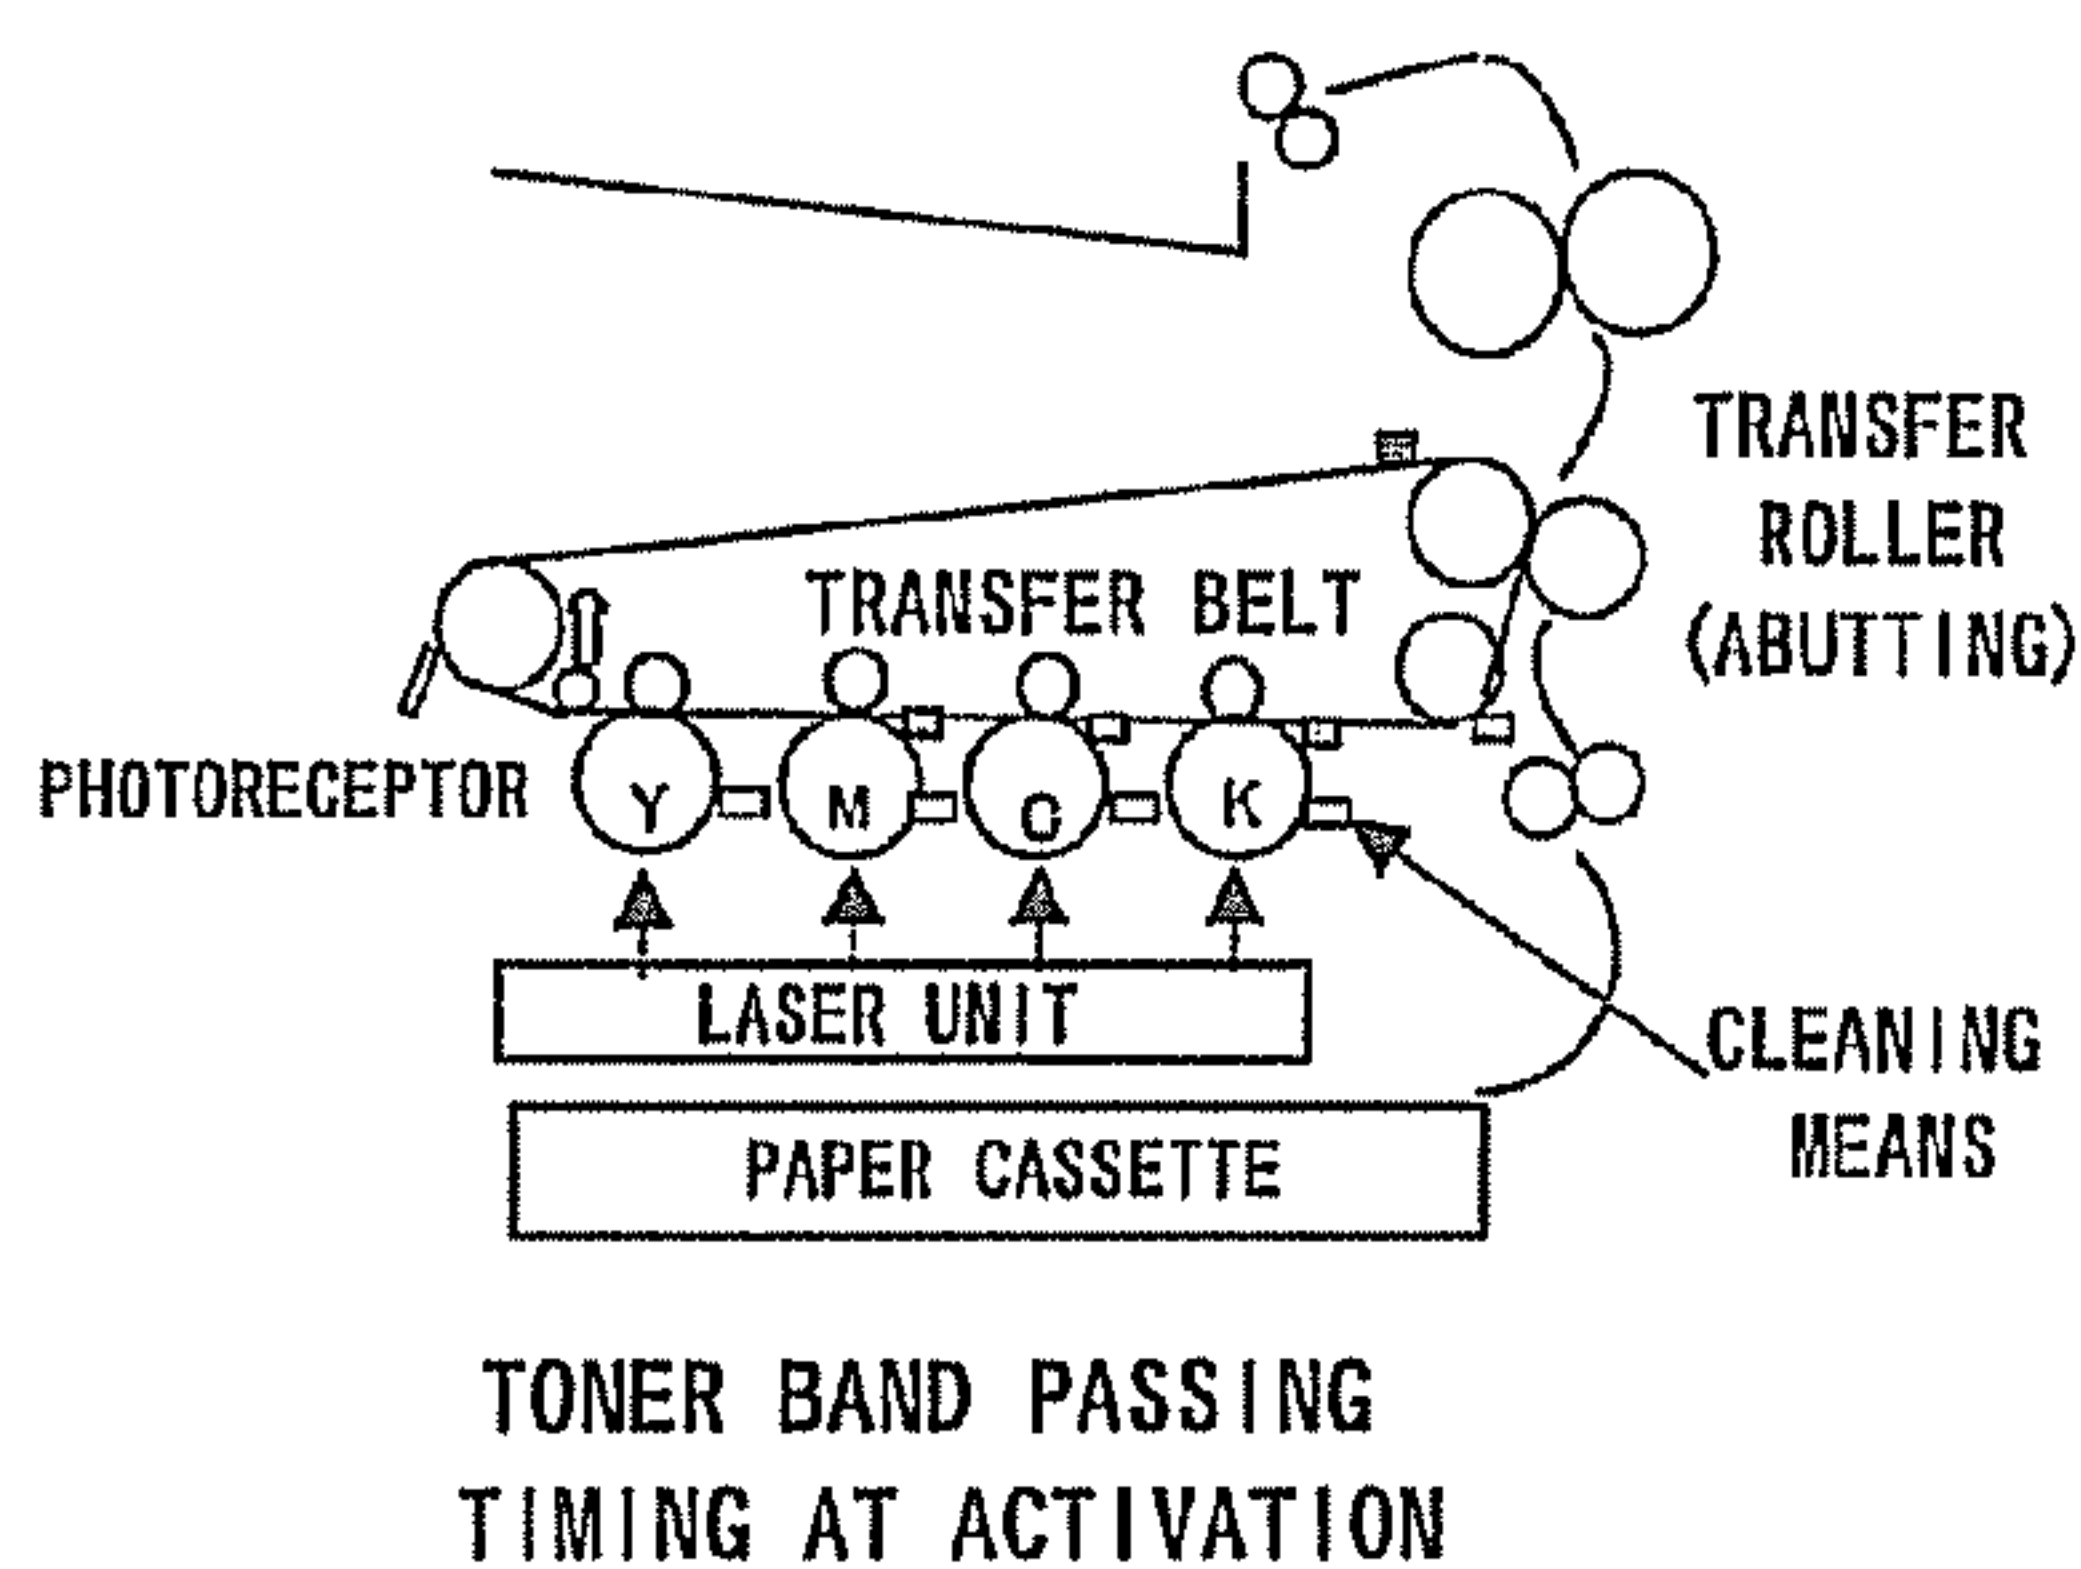 TRANSFER
ROLLER
(ABUTTING)
TRANSFER BELT
PHOTORECEPTOR
Y
M
C
K
LASER UNIT
CLEANING
MEANS
PAPER CASSETTE
TONER BAND PASSING
TIMING AT ACTIVATION